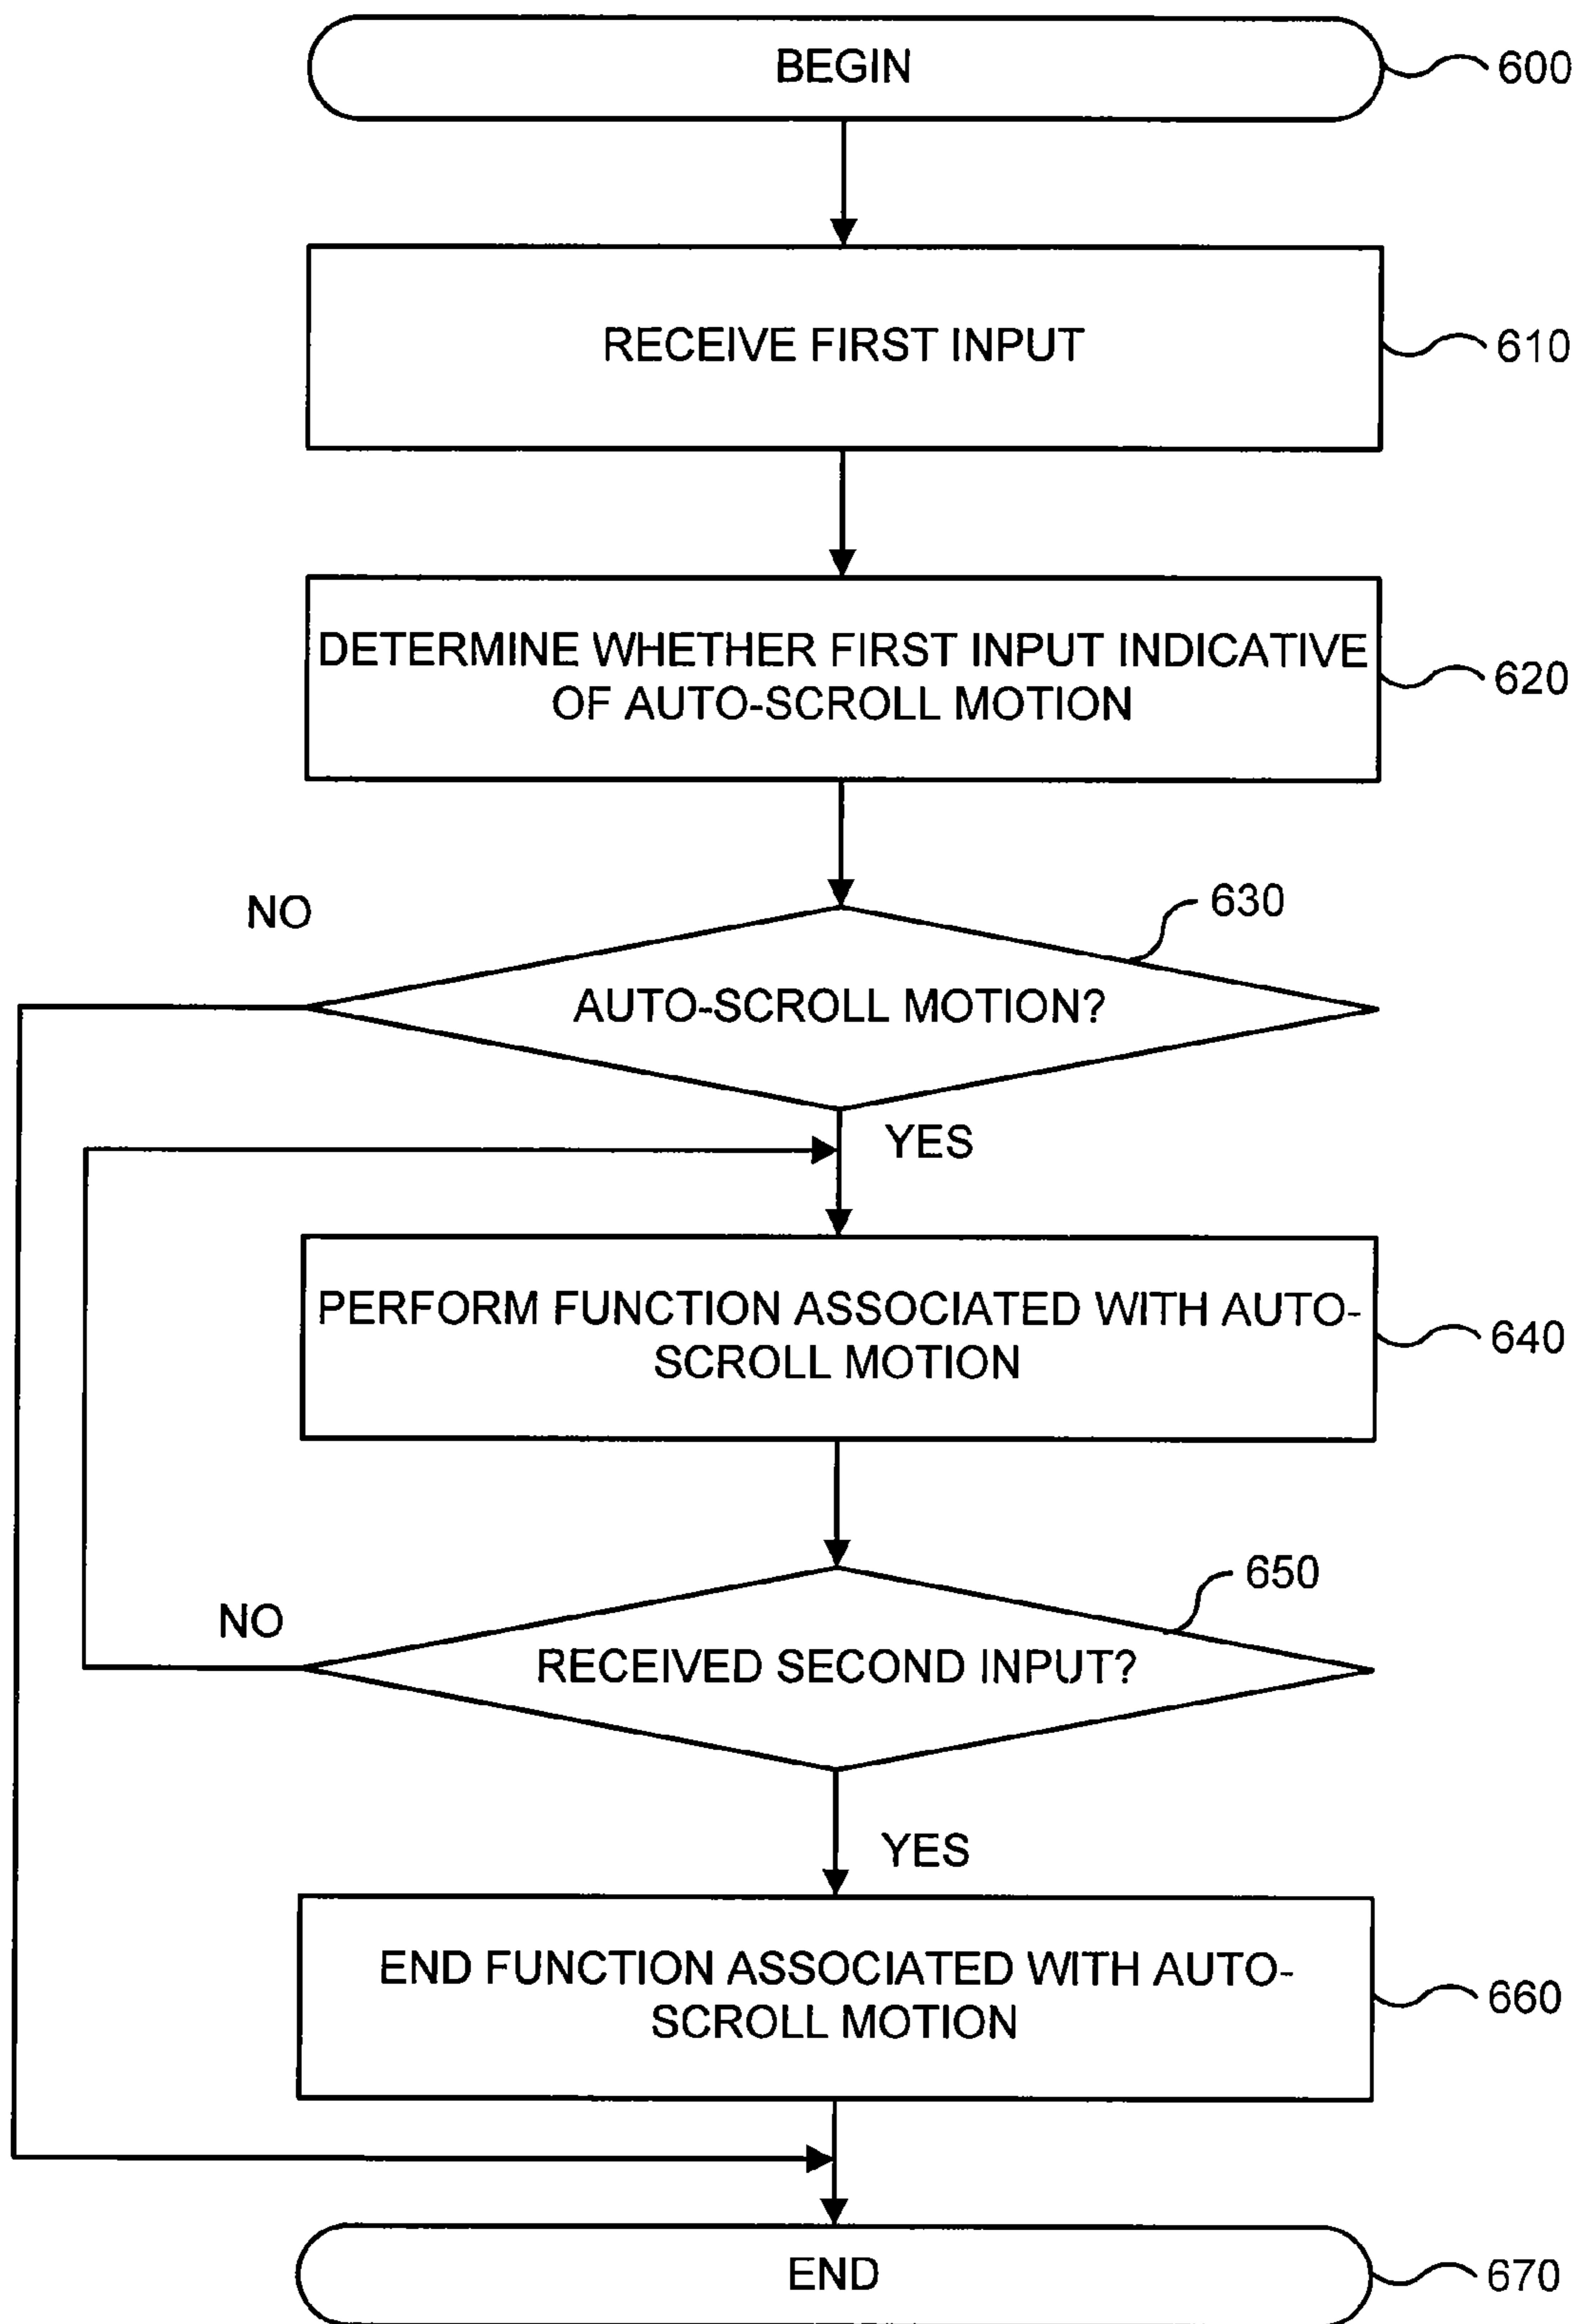 BEGIN
600
RECEIVE FIRST INPUT
610
DETERMINE WHETHER FIRST INPUT INDICATIVE
OF AUTO-SCROLL MOTION
620
NO
630
AUTO-SCROLL MOTION?
YES
PERFORM FUNCTION ASSOCIATED WITH AUTO-
SCROLL MOTION
640
650
NO
RECEIVED SECOND INPUT?
YES
END FUNCTION ASSOCIATED WITH AUTO-
SCROLL MOTION
660
END
670